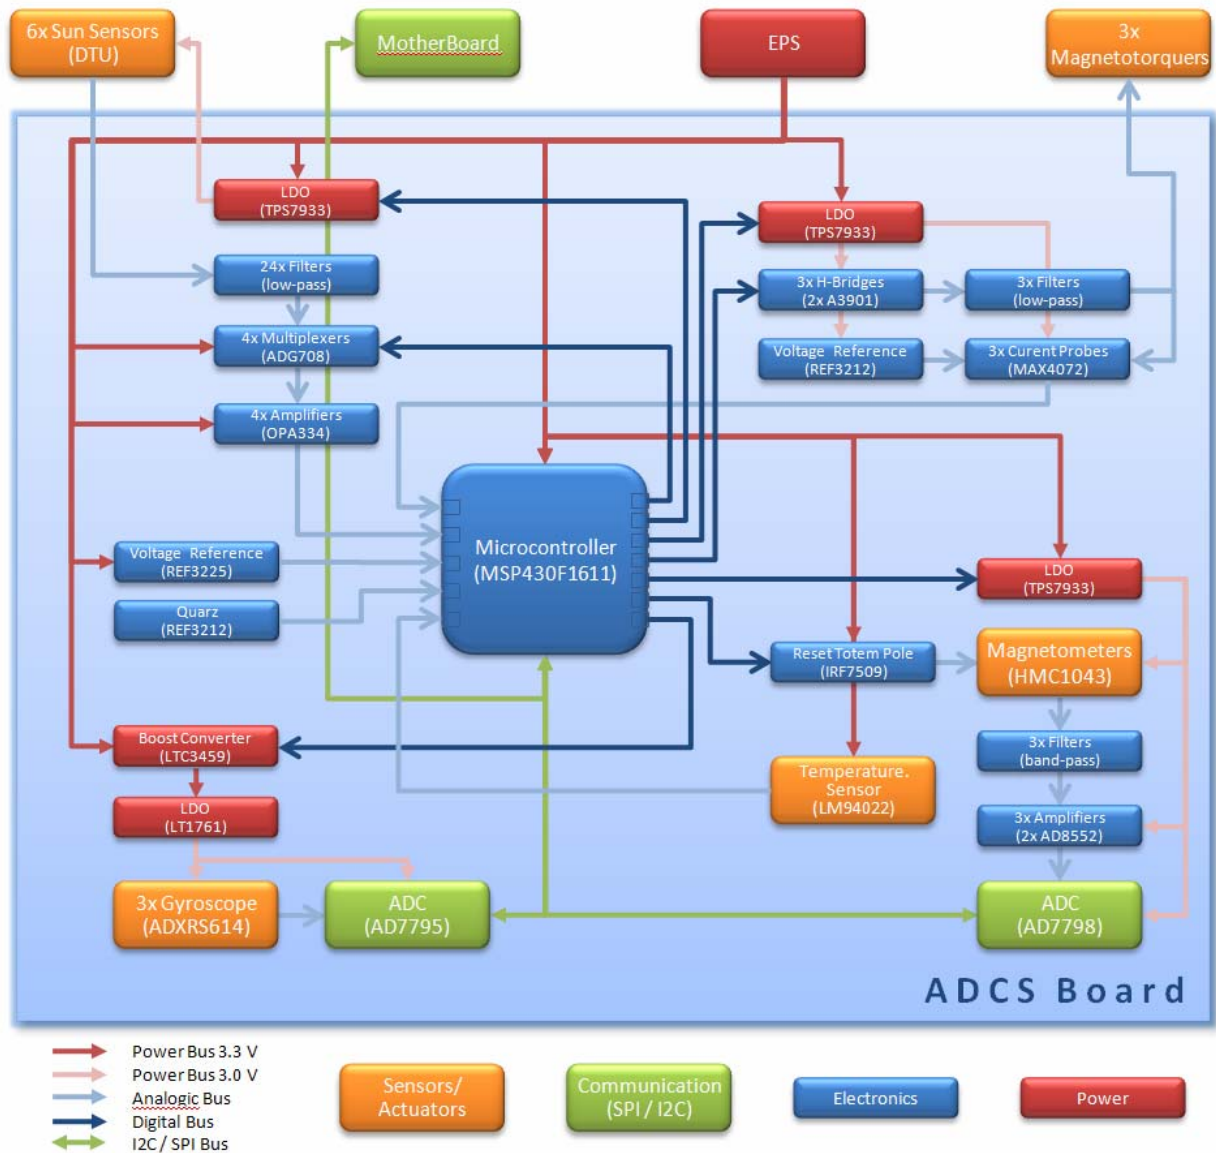 6x Sun Sensors
(DTU)
MotherBoard
EPS
3x
Magnetotorquers
LDO
(TPS7933)
LDO
(TPS7933)
24x Filters
(low-pass)
3x H-Bridges
(2x A3901)
3x Filters
(low-pass)
4x Multiplexers
(ADG708)
Voltage Reference
(REF3212)
3x Curent Probes
(MAX4072)
4x Amplifiers
(OPA334)
Microcontroller
(MSP430F1611)
Voltage Reference
(REF3225)
LDO
(TPS7933)
Quarz
(REF3212)
Reset Totem Pole
(IRF7509)
Magnetometers
(HMC1043)
Boost Converter
(LTC3459)
3x Filters
(band-pass)
Temperature.
Sensor
(LM94022)
LDO
(LT1761)
3x Amplifiers
(2x AD8552)
3x Gyroscope
(ADXRS614)
ADC
(AD7795)
ADC
(AD7798)
ADCS Board
Power Bus 3.3 V
Power Bus 3.0 V
Analogic Bus
Digital Bus
I2C / SPI Bus
Sensors/
Actuators
Communication
(SPI / I2C)
Electronics
Power